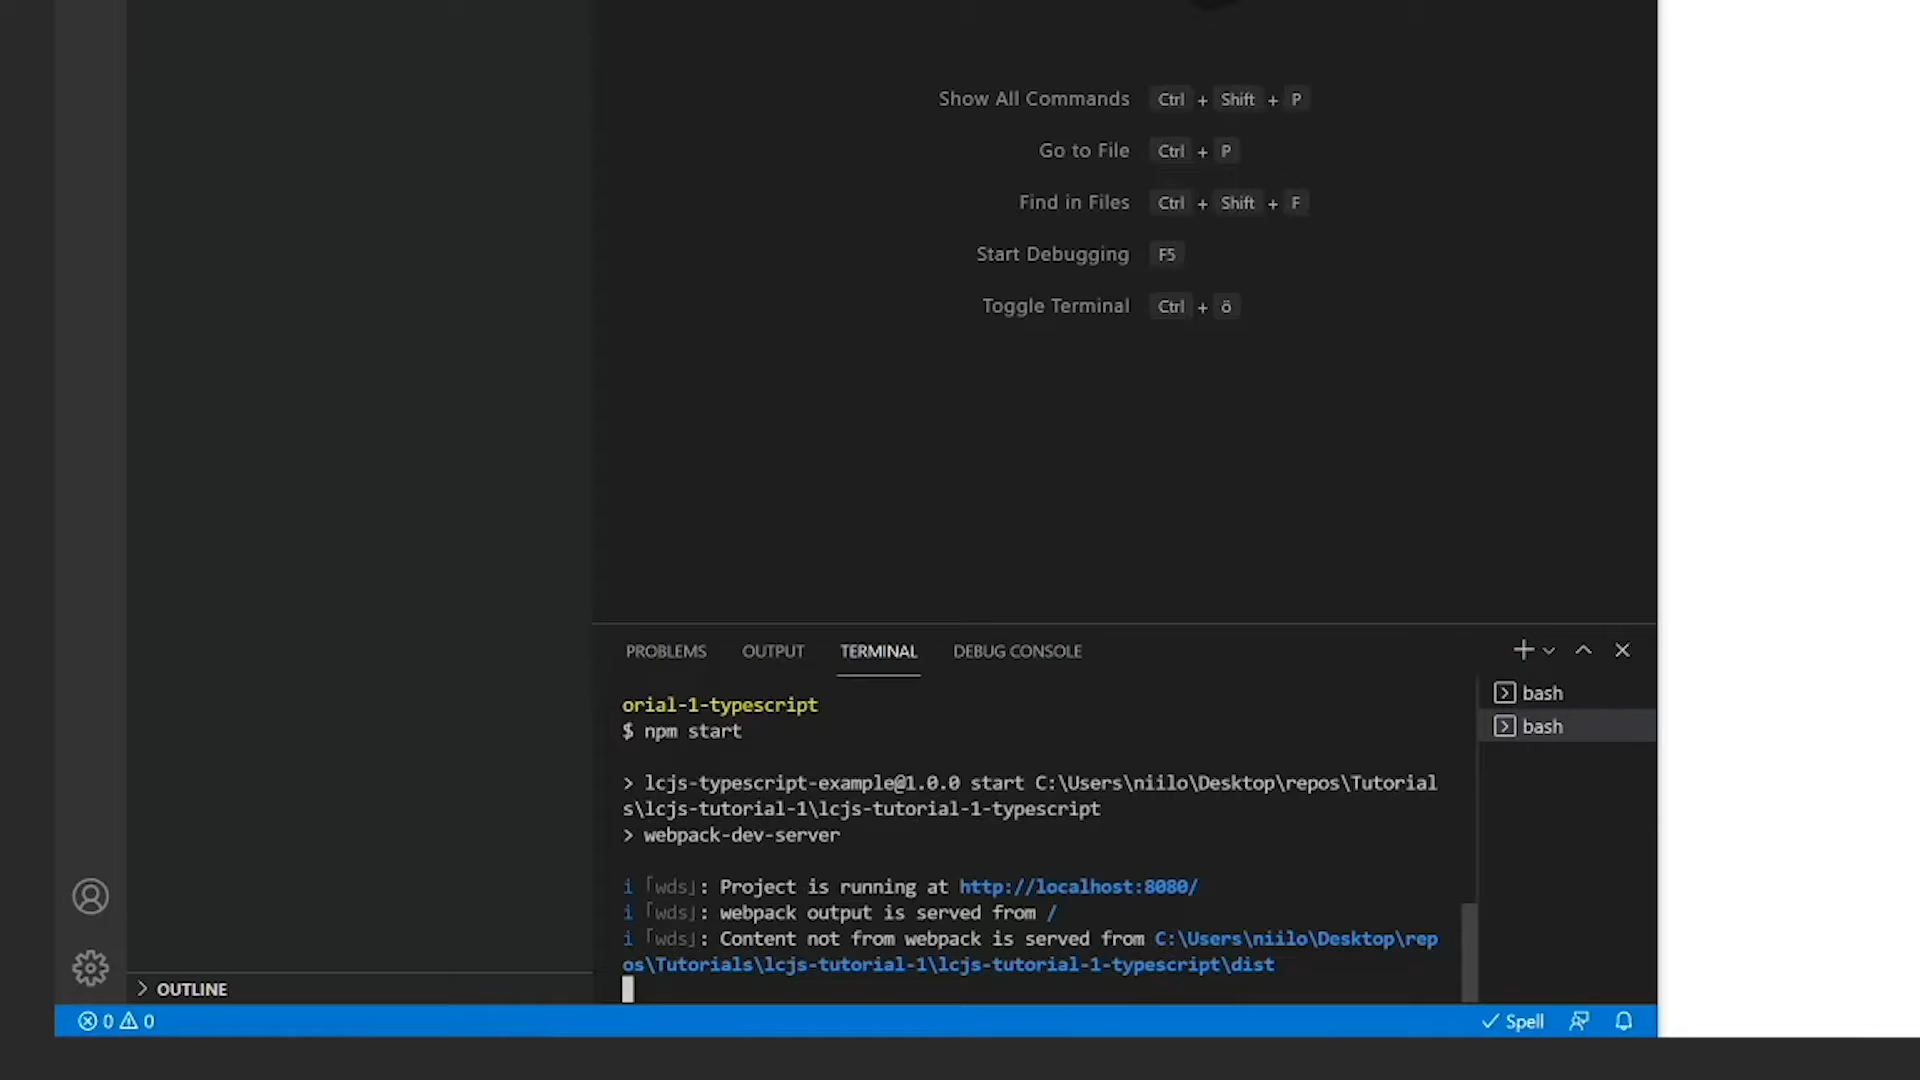 Show All Commands Ctrl + Shift + P
Go to File Ctrl + P
Find in Files Ctrl + Shift + F
Start Debugging F5
Toggle Terminal Ctrl + ö
PROBLEMS OUTPUT TERMINAL DEBUG CONSOLE
orial-1-typescript
$ npm start
> lcjs-typescript-example@1.0.0 start C:\Users\niilo\Desktop\repos\Tutorial
s\lcjs-tutorial-1\lcjs-tutorial-1-typescript
> webpack-dev-server
i ｢wds｣: Project is running at http://localhost:8080/
i ｢wds｣: webpack output is served from /
i ｢wds｣: Content not from webpack is served from C:\Users\niilo\Desktop\rep
os\Tutorials\lcjs-tutorial-1\lcjs-tutorial-1-typescript\dist
bash
bash
OUTLINE
0 0
Spell